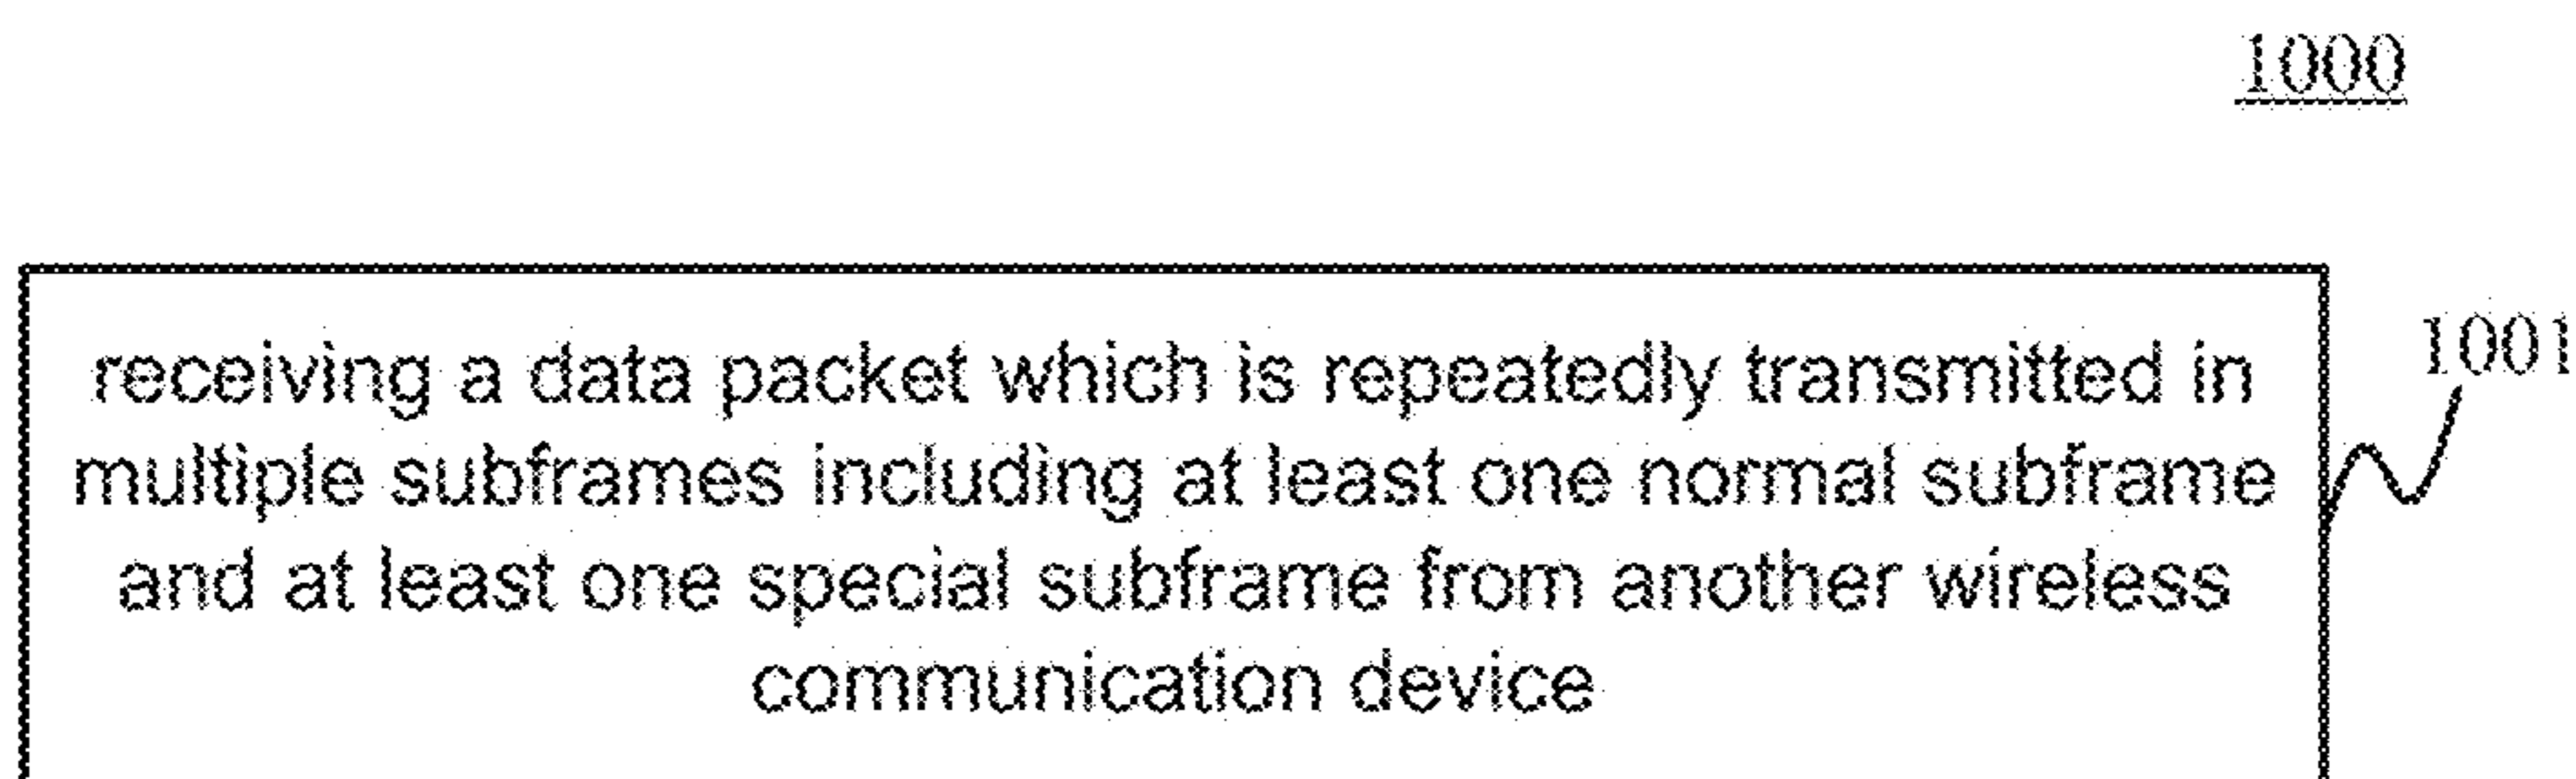 1000
receiving a data packet which is repeatedly transmitted in
1001
multiple subframes including at least one normal subframe
and at least one special subframe from another wireless
communication device